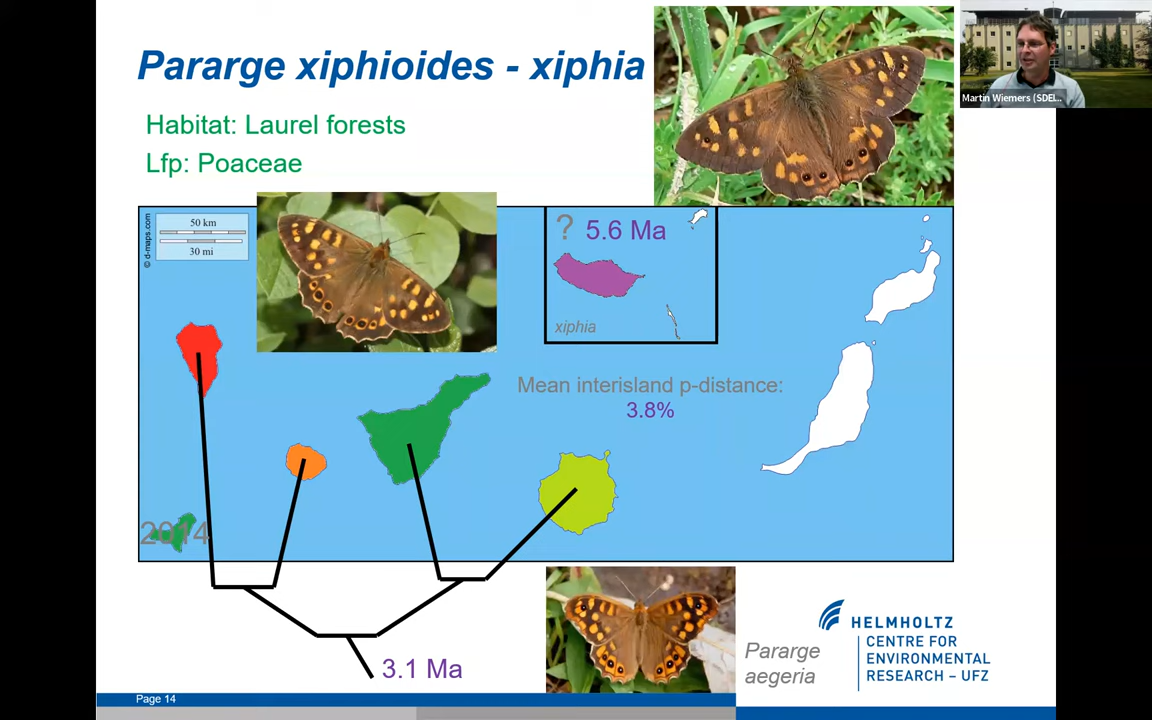 Pararge xiphioides - xiphia
Martin Wiemers (SDEI...
Habitat: Laurel forests
Lfp: Poaceae
© d-maps.com
50 km
30 mi
? 5.6 Ma
xiphia
Mean interisland p-distance:
3.8%
2014
3.1 Ma
Pararge
aegeria
HELMHOLTZ
CENTRE FOR
ENVIRONMENTAL
RESEARCH – UFZ
Page 14